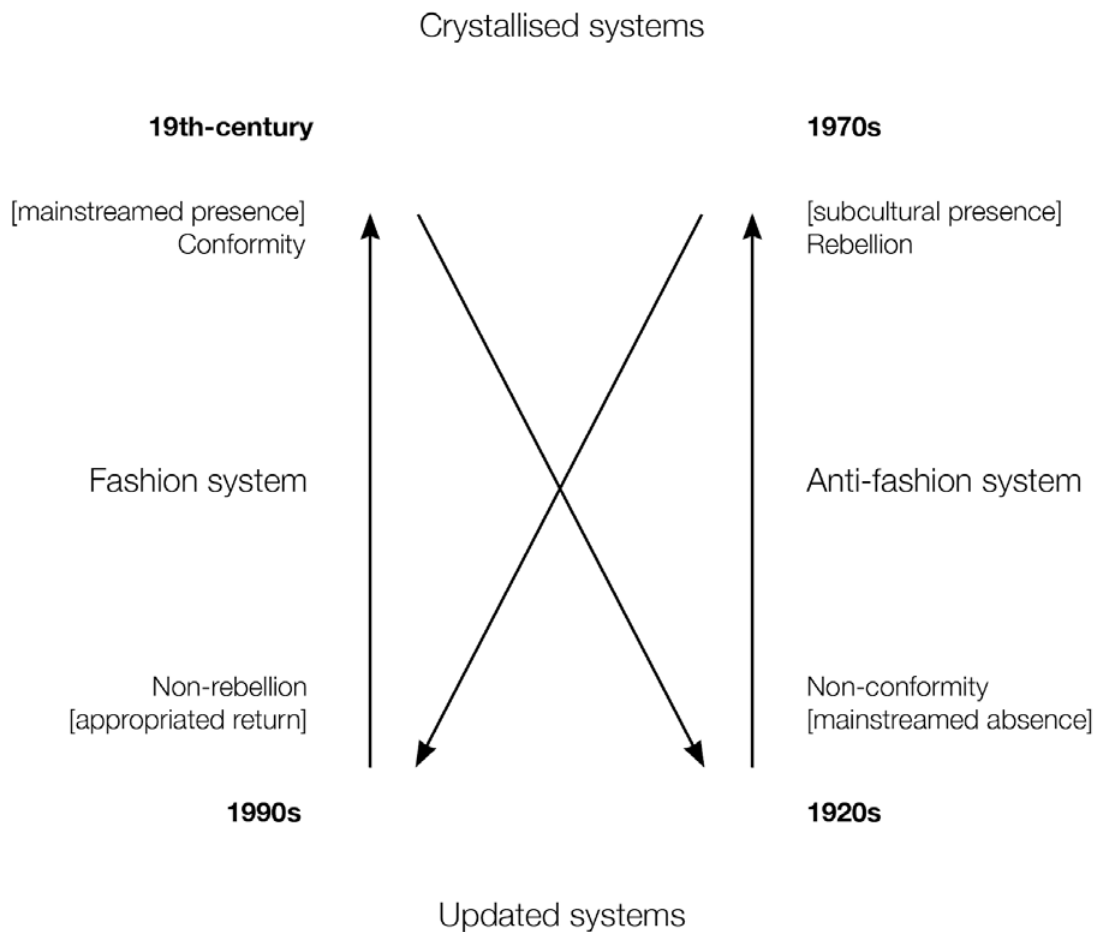 Crystallised systems
19th-century
1970s
[mainstreamed presence]
Conformity
[subcultural presence]
Rebellion
Fashion system
Anti-fashion system
Non-rebellion
[appropriated return]
Non-conformity
[mainstreamed absence]
1990s
1920s
Updated systems